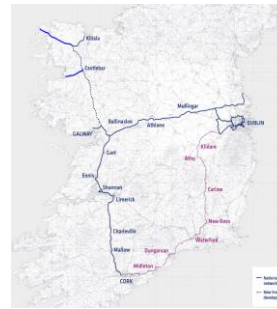 Killala
Castlebar
Mullingar
DUBLIN
Ballinasloe
Athlone
GALWAY
Kildare
Gort
Athy
Ennis
Carlow
Shannon
Limerick
New Ross
Charleville
Waterford
Mallow
Dungarvan
Midleton
CORK